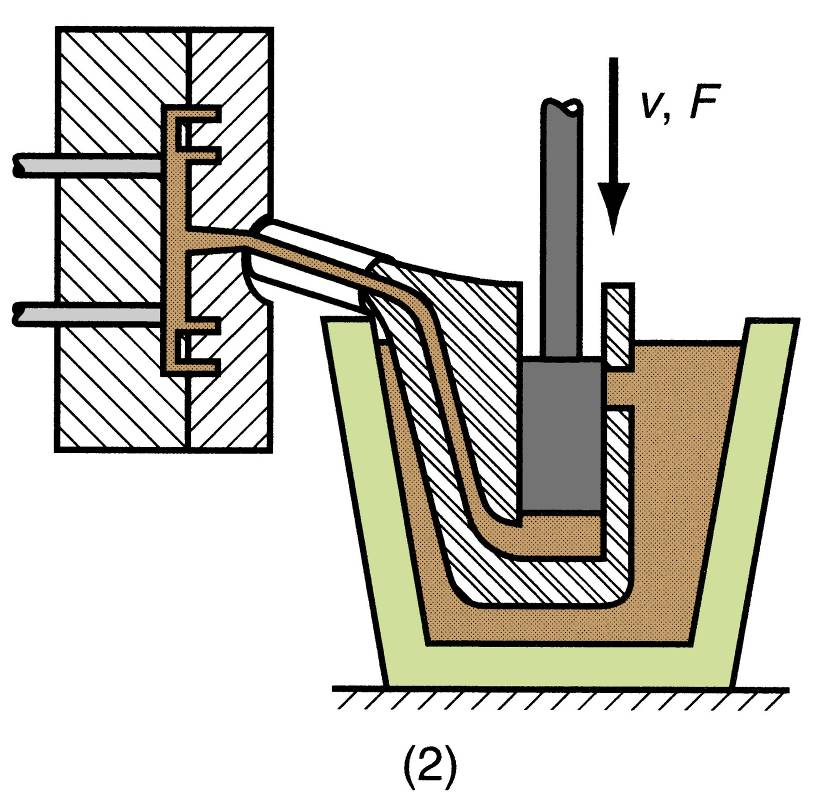 v, F
(2)